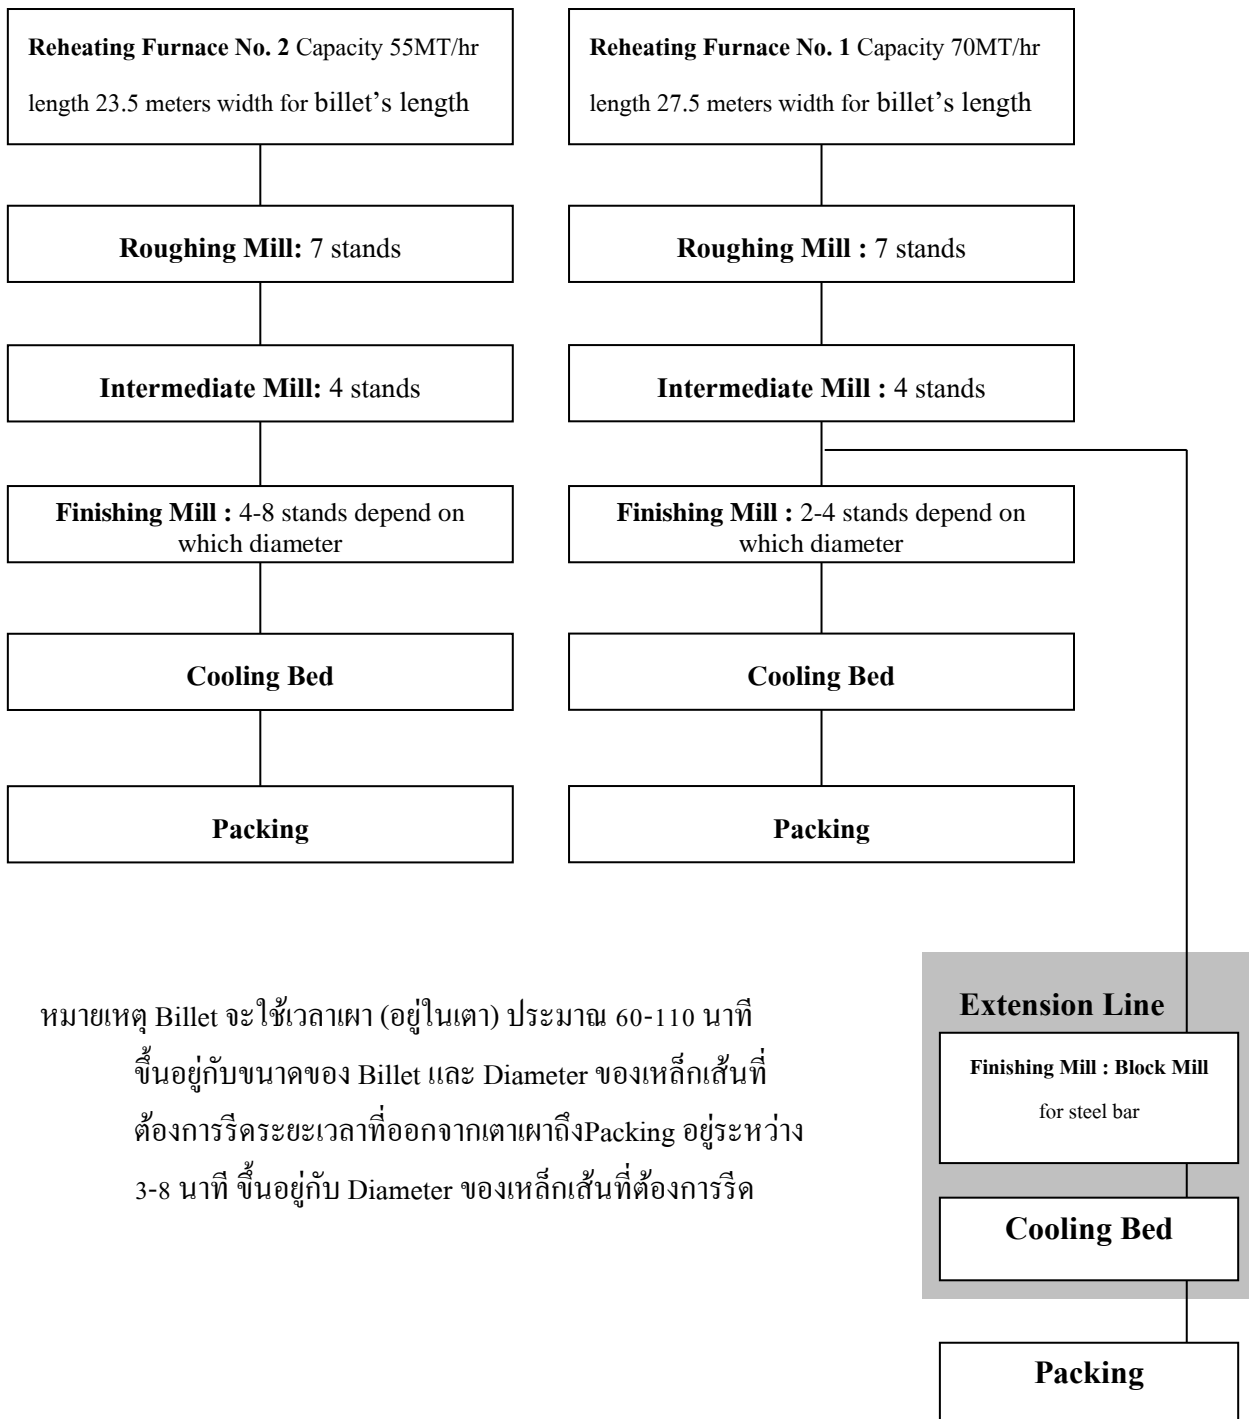 Reheating Furnace No. 2 Capacity 55MT/hr
length 23.5 meters width for billet’s length
Roughing Mill: 7 stands
Intermediate Mill: 4 stands
Finishing Mill : 4-8 stands depend on
which diameter
Cooling Bed
Packing
Reheating Furnace No. 1 Capacity 70MT/hr
length 27.5 meters width for billet’s length
Roughing Mill : 7 stands
Intermediate Mill : 4 stands
Finishing Mill : 2-4 stands depend on
which diameter
Cooling Bed
Packing
Extension Line
Finishing Mill : Block Mill
for steel bar
Cooling Bed
Packing
หมายเหตุ Billet จะใช้เวลาเผา (อยู่ในเตา) ประมาณ 60-110 นาที
ขึ้นอยู่กับขนาดของ Billet และ Diameter ของเหล็กเส้นที่
ต้องการรีดระยะเวลาที่ออกจากเตาเผาถึงPacking อยู่ระหว่าง
3-8 นาที ขึ้นอยู่กับ Diameter ของเหล็กเส้นที่ต้องการรีด